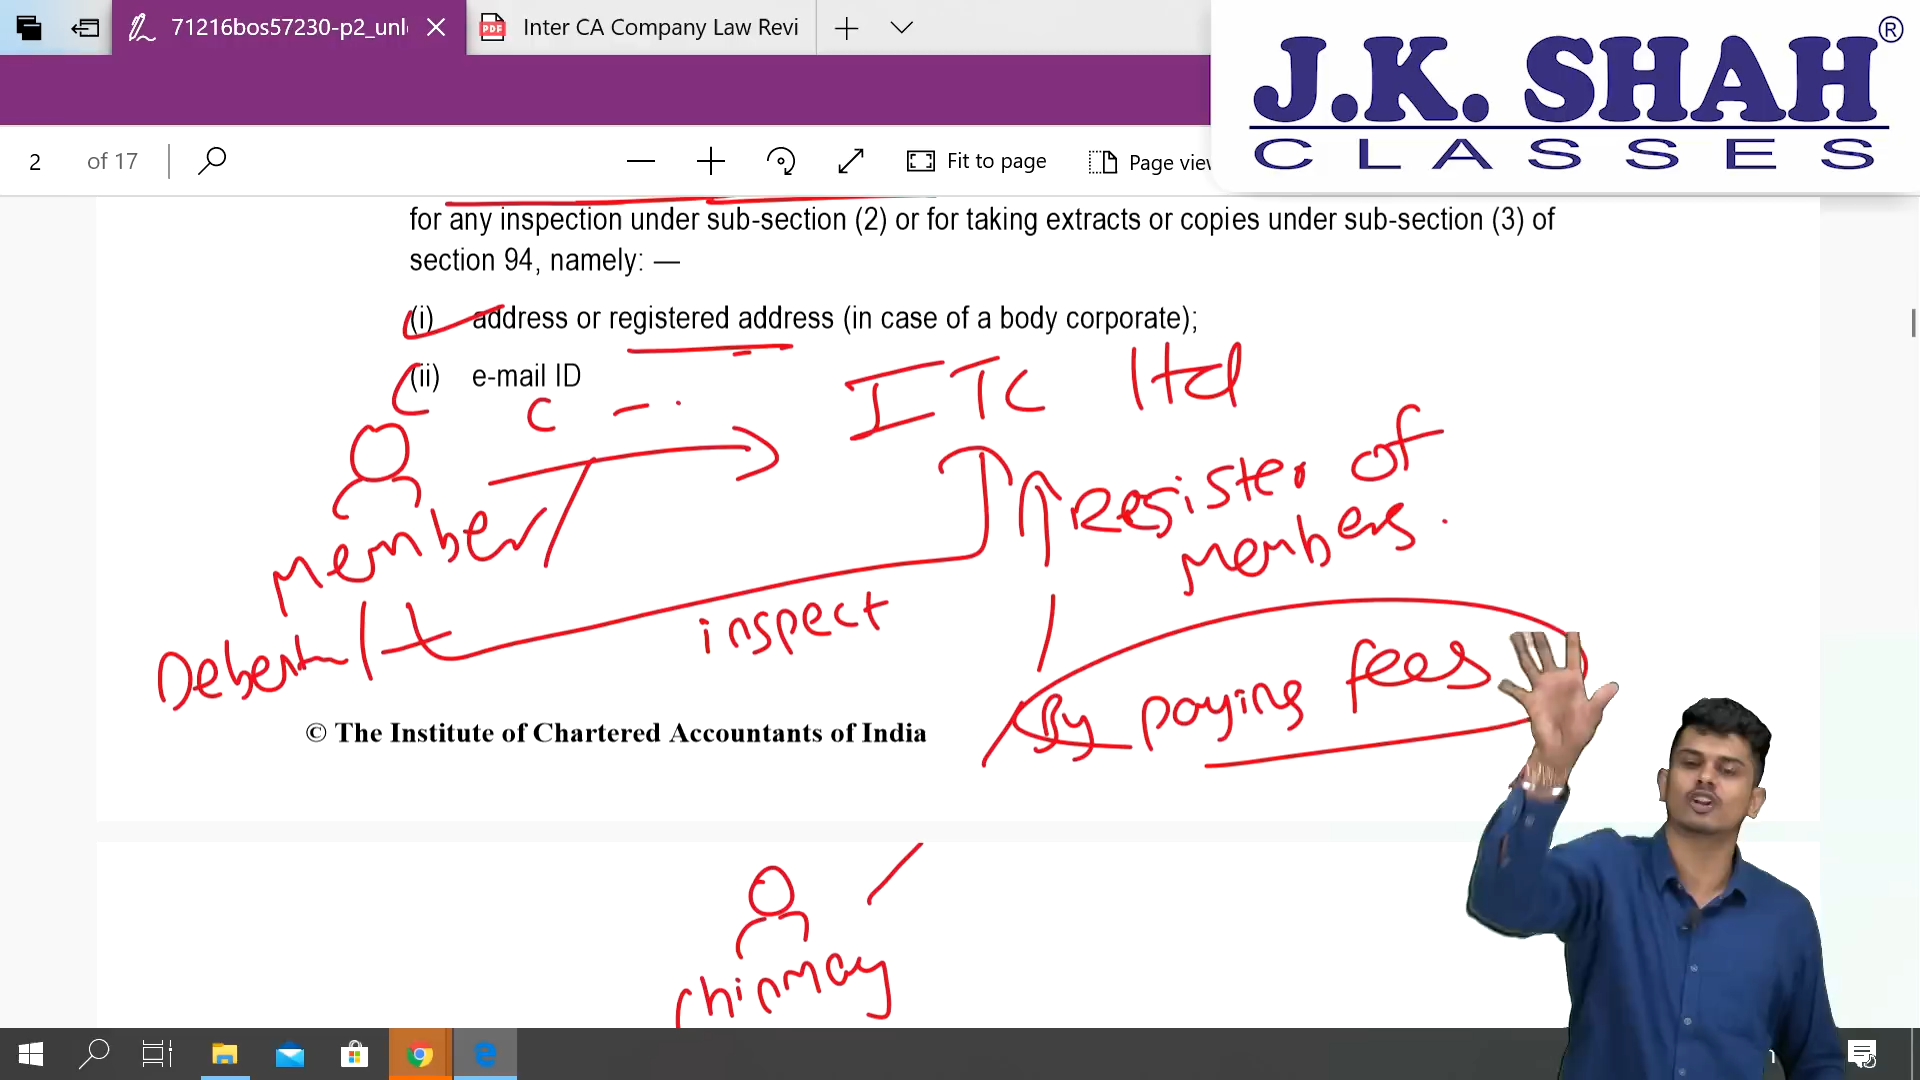 71216bos57230-p2_unl
Inter CA Company Law Revi
J.K. SHAH ®
CLASSES
2 of 17
Fit to page
Page view
for any inspection under sub-section (2) or for taking extracts or copies under sub-section (3) of
section 94, namely: —
(i) address or registered address (in case of a body corporate);
(ii) e-mail ID
ITC ltd
C
Register of
members.
member
inspect
Debent
By paying fees
© The Institute of Chartered Accountants of India
Chinmay